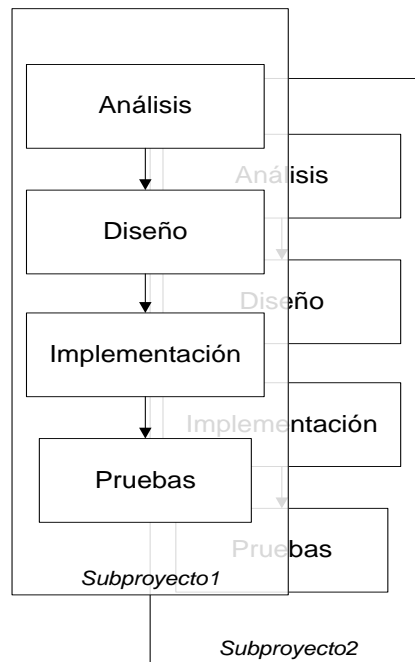 Análisis
Análisis
Diseño
Diseño
Implementación
Implementación
Pruebas
Pruebas
Subproyecto1
Subproyecto2